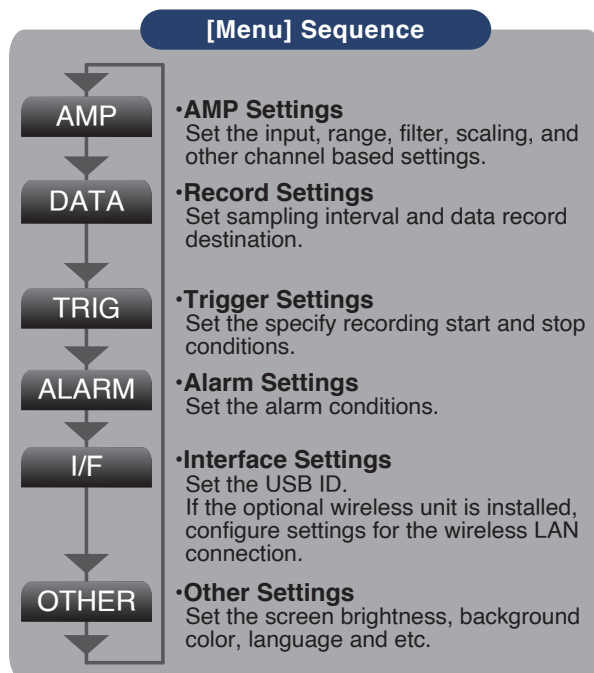 [Menu] Sequence
AMP
•AMP Settings
Set the input, range, filter, scaling, and
other channel based settings.
DATA
•Record Settings
Set sampling interval and data record
destination.
TRIG
•Trigger Settings
Set the specify recording start and stop
conditions.
ALARM
•Alarm Settings
Set the alarm conditions.
I/F
•Interface Settings
Set the USB ID.
If the optional wireless unit is installed,
configure settings for the wireless LAN
connection.
OTHER
•Other Settings
Set the screen brightness, background
color, language and etc.